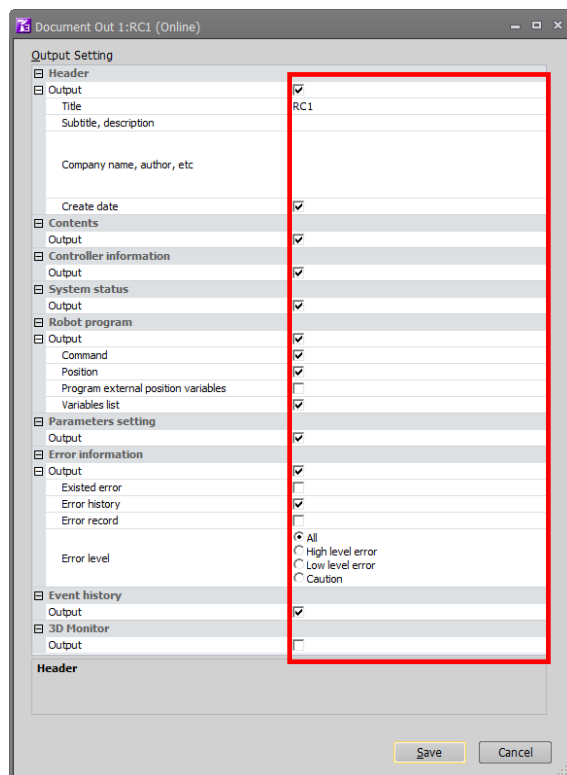 Document Out 1:RC1 (Online)
Output Setting
Header
Output
Title RC1
Subtitle, description
Company name, author, etc
Create date
Contents
Output
Controller information
Output
System status
Output
Robot program
Output
Command
Position
Program external position variables
Variables list
Parameters setting
Output
Error information
Output
Existed error
Error history
Error record
Error level
All
High level error
Low level error
Caution
Event history
Output
3D Monitor
Output
Header
Save Cancel